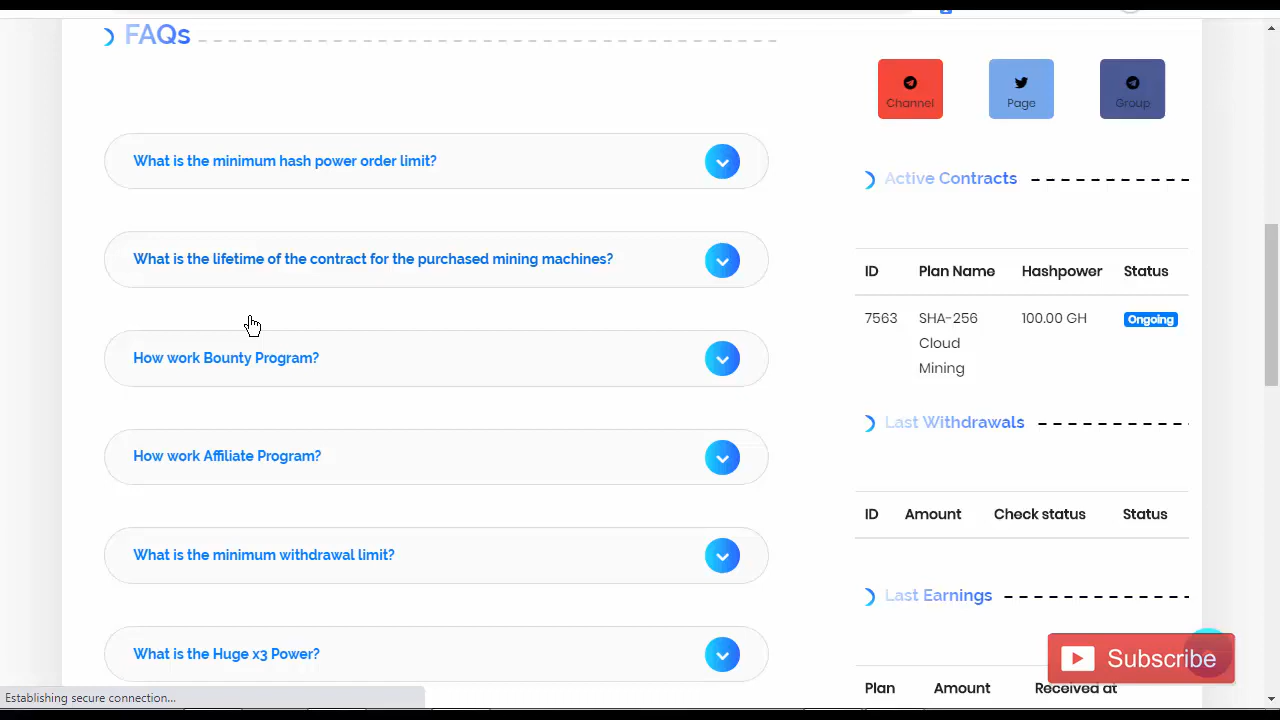 FAQs
What is the minimum hash power order limit?
What is the lifetime of the contract for the purchased mining machines?
How work Bounty Program?
How work Affiliate Program?
What is the minimum withdrawal limit?
What is the Huge x3 Power?
Establishing secure connection...
Channel
Page
Group
Active Contracts
ID Plan Name Hashpower Status
7563 SHA-256 100.00 GH Ongoing
Cloud
Mining
Last Withdrawals
ID Amount Check status Status
Last Earnings
Subscribe
Plan Amount Received at